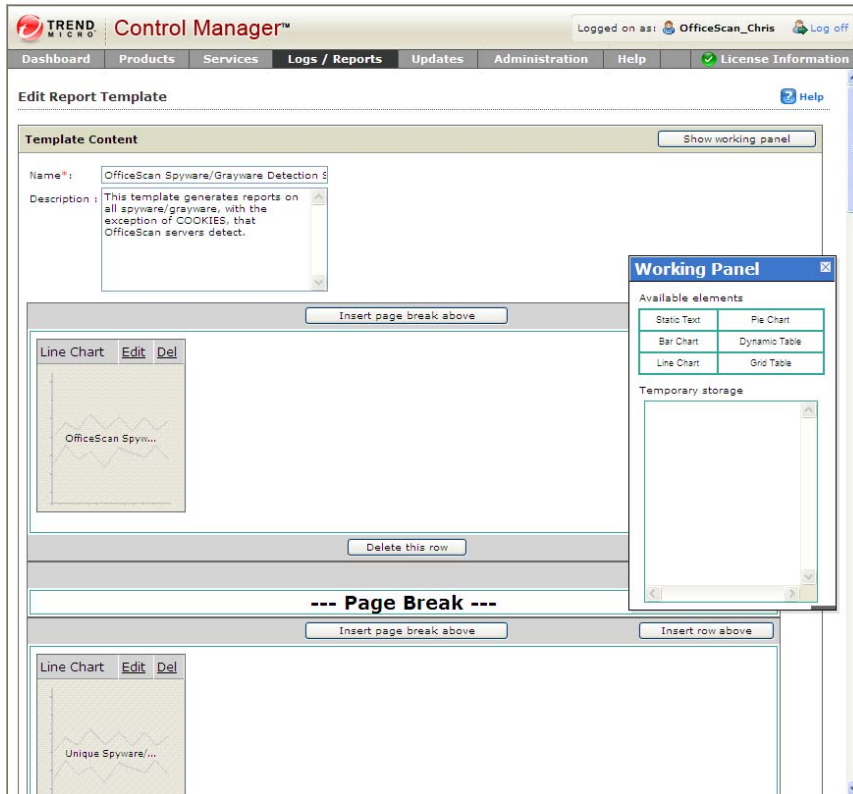 TREND MICRO Control Manager™ Logged on as: OfficeScan_Chris Log off
Dashboard Products Services Logs / Reports Updates Administration Help License Information
Edit Report Template Help
Template Content Show working panel
Name*: OfficeScan Spyware/Grayware Detection S
Description : This template generates reports on
all spyware/grayware, with the
exception of COOKIES, that
OfficeScan servers detect.
Working Panel
Available elements
Static Text Pie Chart
Bar Chart Dynamic Table
Line Chart Grid Table
Temporary storage
Insert page break above
Line Chart Edit Del
OfficeScan Spyw...
Delete this row
--- Page Break ---
Insert page break above Insert row above
Line Chart Edit Del
Unique Spyware/...